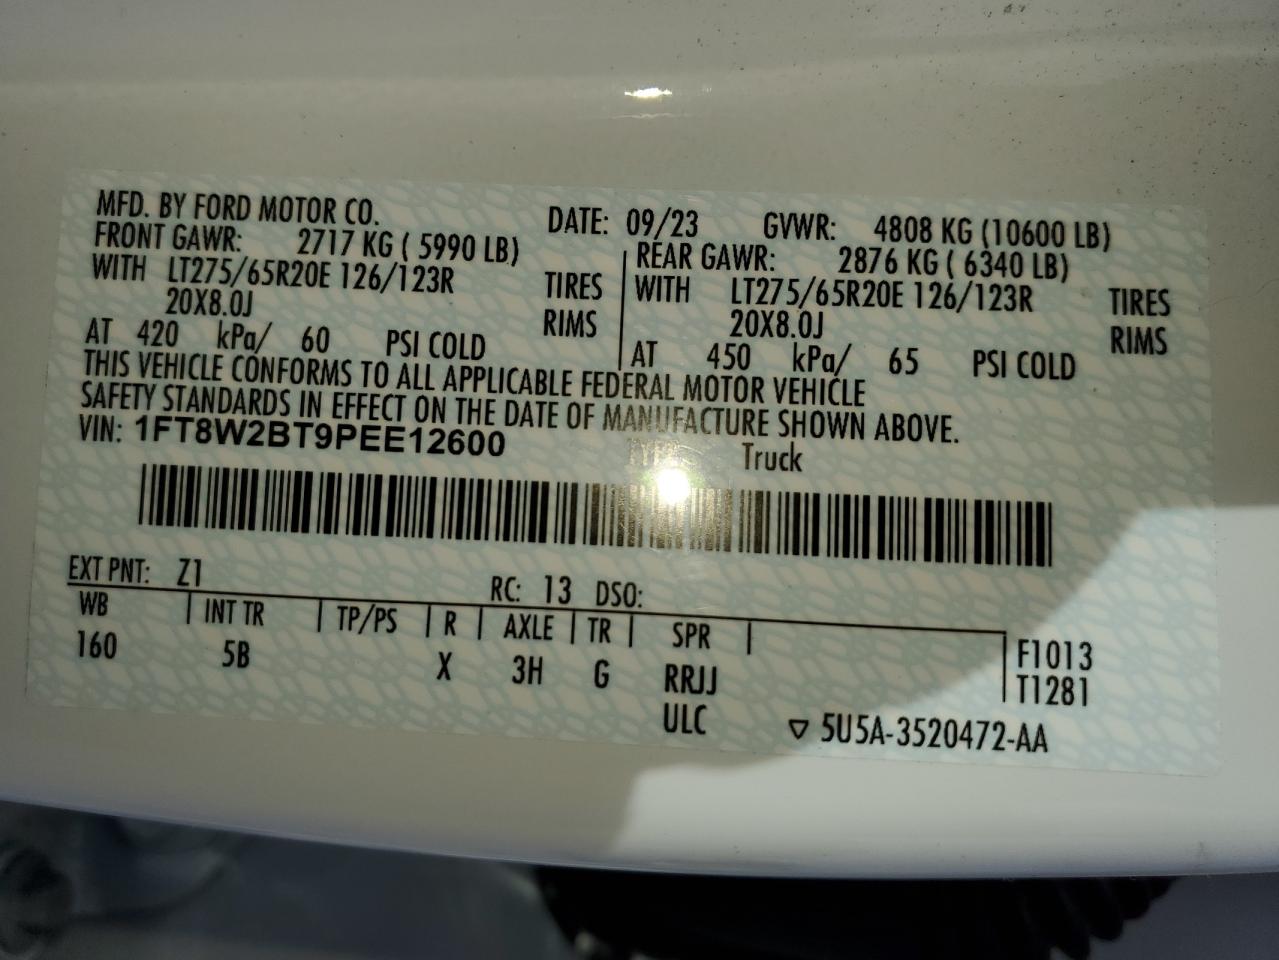 MFD. BY FORD MOTOR CO. DATE: 09/23 GVWR: 4808 KG (10600 LB)
FRONT GAWR: 2717 KG ( 5990 LB) REAR GAWR: 2876 KG ( 6340 LB)
WITH LT275/65R20E 126/123R TIRES WITH LT275/65R20E 126/123R TIRES
20X8.0J RIMS 20X8.0J RIMS
AT 420 kPa/ 60 PSI COLD AT 450 kPa/ 65 PSI COLD
THIS VEHICLE CONFORMS TO ALL APPLICABLE FEDERAL MOTOR VEHICLE
SAFETY STANDARDS IN EFFECT ON THE DATE OF MANUFACTURE SHOWN ABOVE.
VIN: 1FT8W2BT9PEE12600 TYPE: Truck
EXT PNT: Z1 RC: 13 DSO:
WB INT TR TP/PS R AXLE TR SPR
160 5B X 3H G RRJJ F1013
T1281
ULC 5U5A-3520472-AA